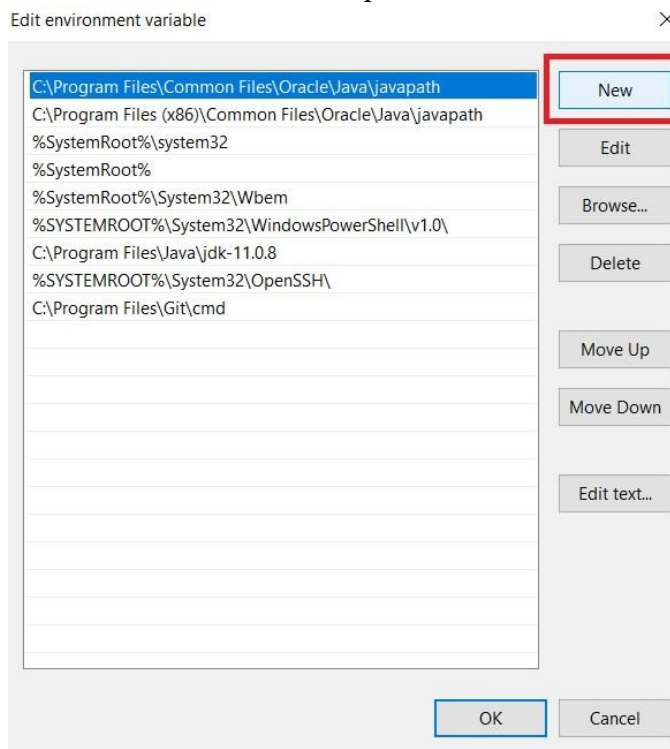 Edit environment variable
C:\Program Files\Common Files\Oracle\Java\javapath
C:\Program Files (x86)\Common Files\Oracle\Java\javapath
%SystemRoot%\system32
%SystemRoot%
%SystemRoot%\System32\Wbem
%SYSTEMROOT%\System32\WindowsPowerShell\v1.0\
C:\Program Files\Java\jdk-11.0.8
%SYSTEMROOT%\System32\OpenSSH\
C:\Program Files\Git\cmd
New
Edit
Browse...
Delete
Move Up
Move Down
Edit text...
OK
Cancel